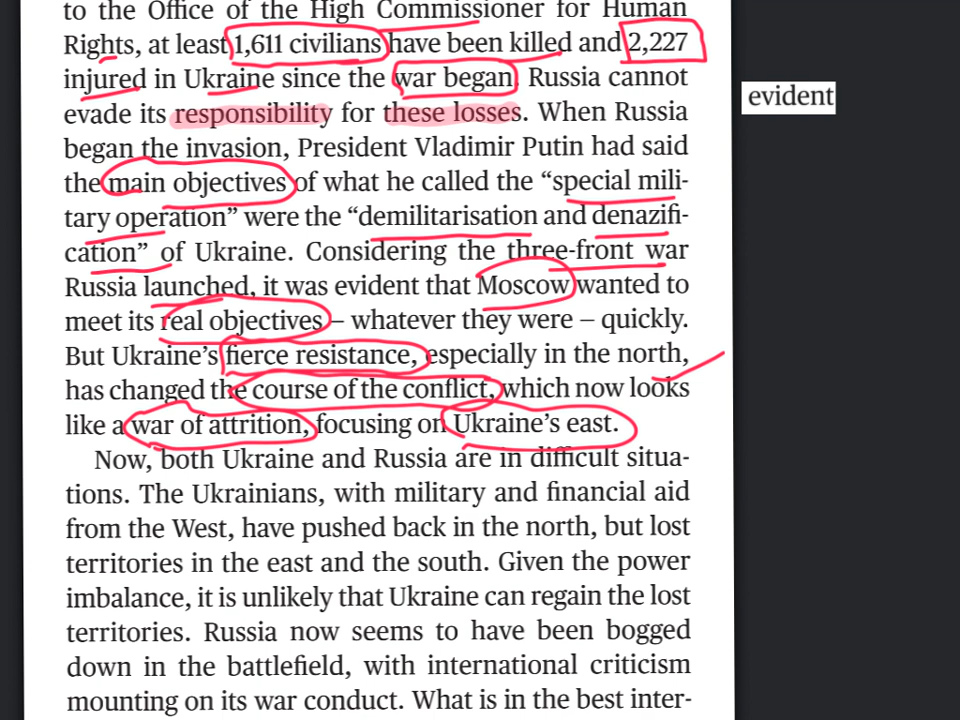 to the Office of the High Commissioner for Human
Rights, at least 1,611 civilians have been killed and 2,227
injured in Ukraine since the war began. Russia cannot
evade its responsibility for these losses. When Russia
began the invasion, President Vladimir Putin had said
the main objectives of what he called the “special mili-
tary operation” were the “demilitarisation and denazifi-
cation” of Ukraine. Considering the three-front war
Russia launched, it was evident that Moscow wanted to
meet its real objectives – whatever they were – quickly.
But Ukraine’s fierce resistance, especially in the north,
has changed the course of the conflict, which now looks
like a war of attrition, focusing on Ukraine’s east.
Now, both Ukraine and Russia are in difficult situa-
tions. The Ukrainians, with military and financial aid
from the West, have pushed back in the north, but lost
territories in the east and the south. Given the power
imbalance, it is unlikely that Ukraine can regain the lost
territories. Russia now seems to have been bogged
down in the battlefield, with international criticism
mounting on its war conduct. What is in the best inter-
evident